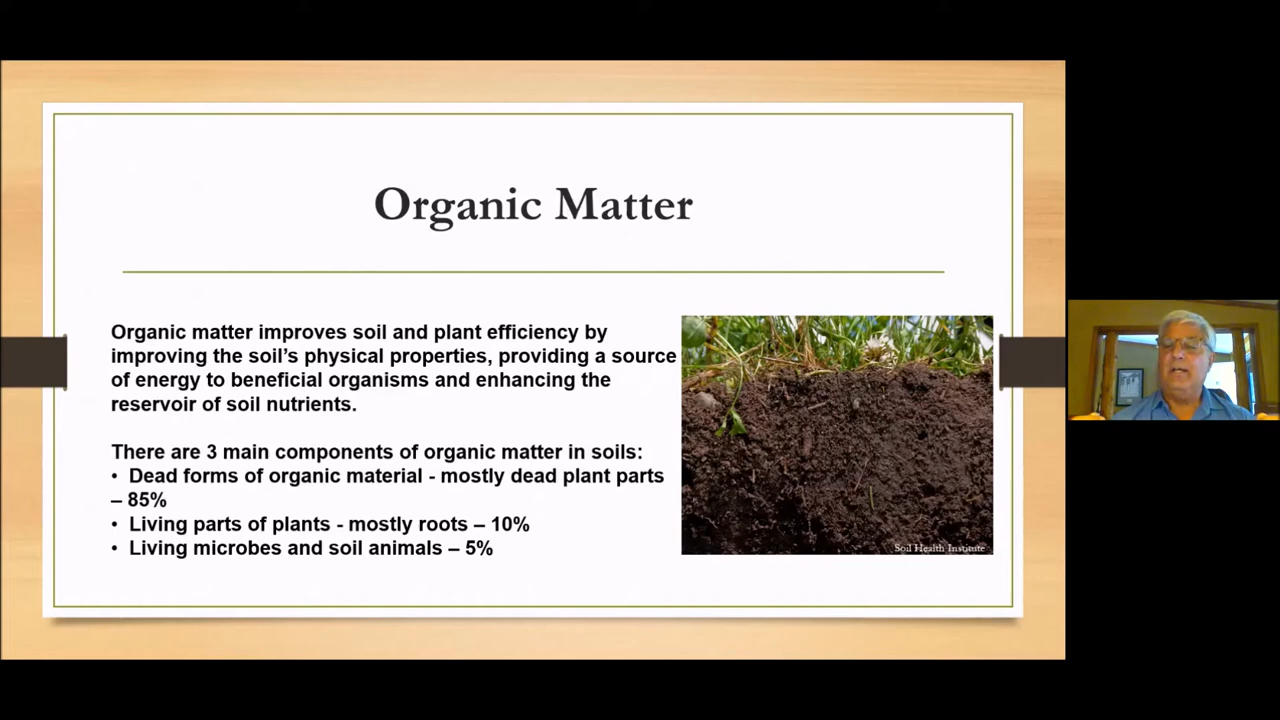 Organic Matter
Organic matter improves soil and plant efficiency by
improving the soil’s physical properties, providing a source
of energy to beneficial organisms and enhancing the
reservoir of soil nutrients.
There are 3 main components of organic matter in soils:
• Dead forms of organic material - mostly dead plant parts
– 85%
• Living parts of plants - mostly roots – 10%
• Living microbes and soil animals – 5%
Soil Health Institute